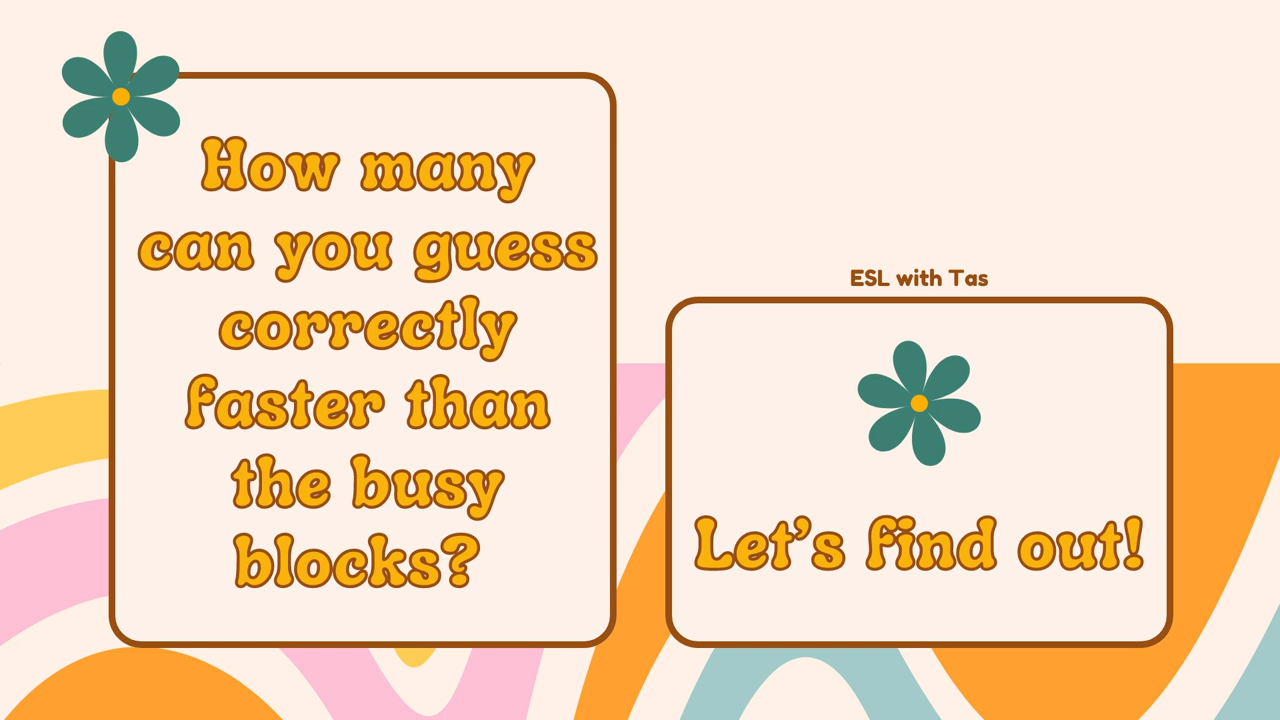 How many
can you guess
correctly
faster than
the busy
blocks?
ESL with Tas
Let's find out!